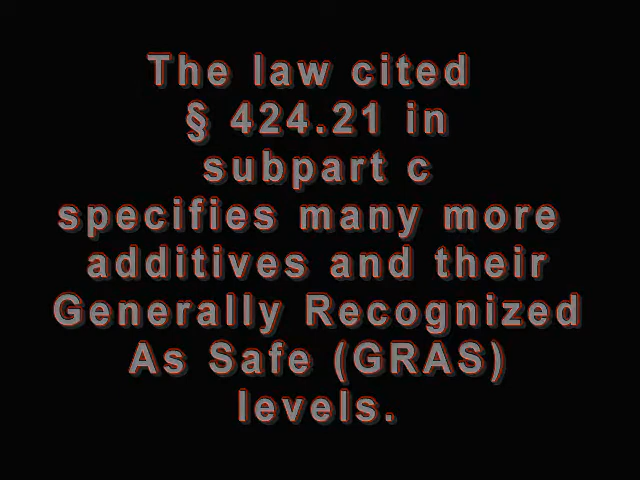 The law cited
§ 424.21 in
subpart c
specifies many more
additives and their
Generally Recognized
As Safe (GRAS)
levels.